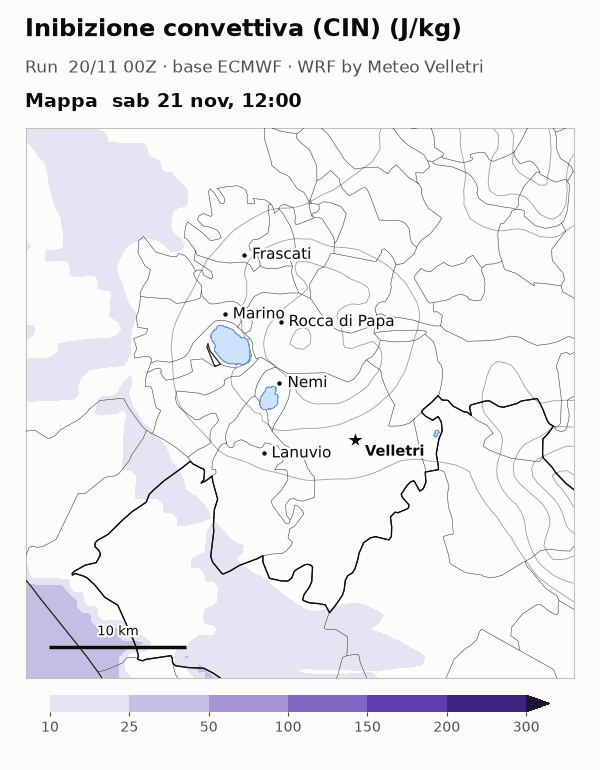 Inibizione convettiva (CIN) (J/kg)
Run 20/11 00Z · base ECMWF · WRF by Meteo Velletri
Mappa sab 21 nov, 12:00
Frascati
Marino
Rocca di Papa
Nemi
Velletri
Lanuvio
10 km
10 25 50 100 150 200 300